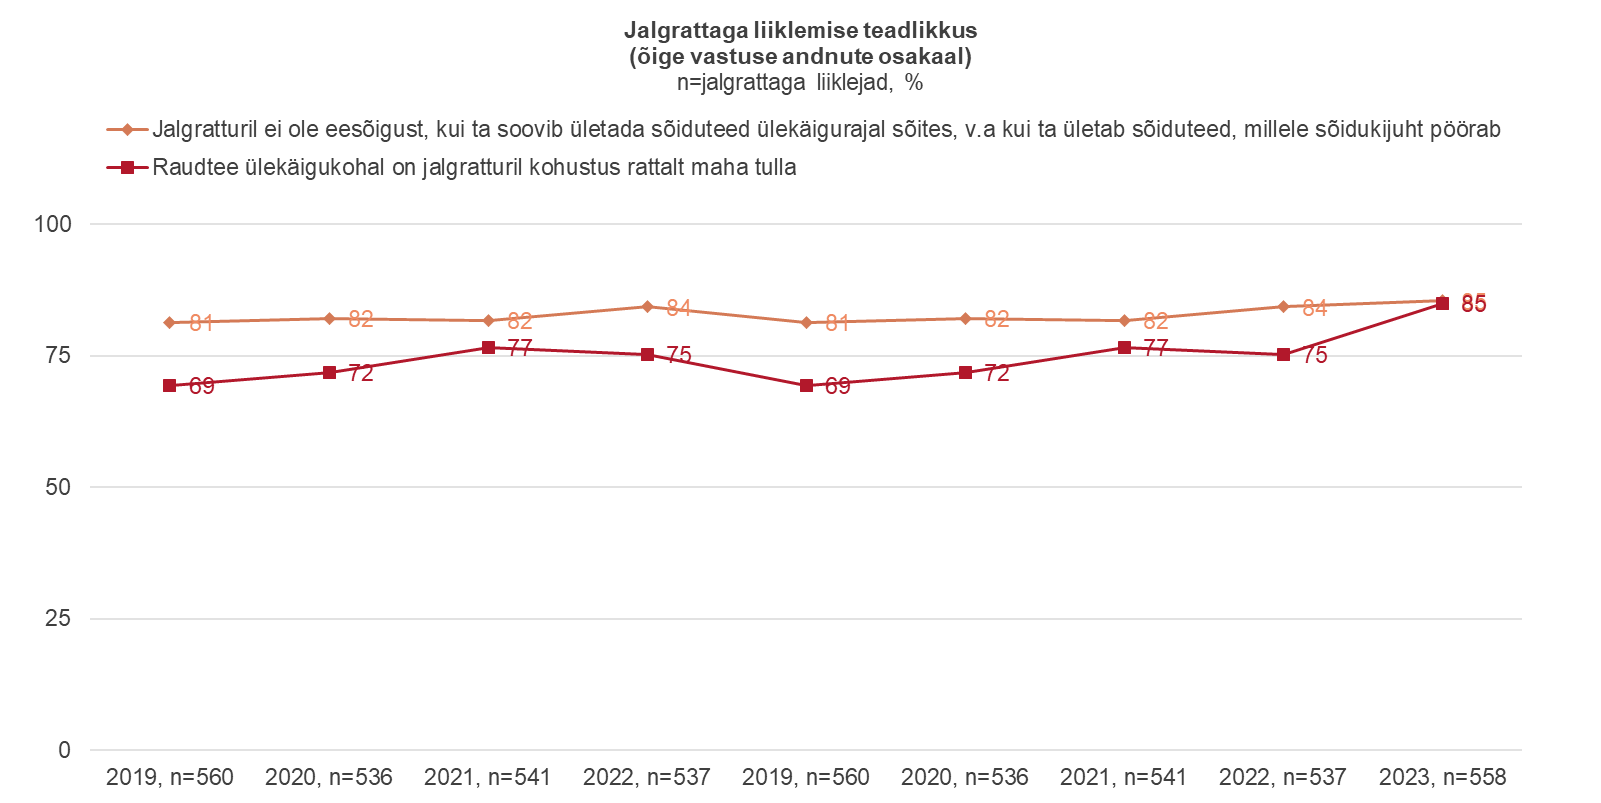 Jalgrattaga liiklemise teadlikkus
(õige vastuse andnute osakaal)
n=jalgrattaga liiklejad, %
Jalgratturil ei ole eesõigust, kui ta soovib ületada sõiduteed ülekäigurajal sõites, v.a kui ta ületab sõiduteed, millele sõidukijuht pöörab
Raudtee ülekäigukohal on jalgratturil kohustus rattalt maha tulla
100
75
50
25
0
81 82 82 84 81 82 82 84 85
69 72 77 75 69 72 77 75 85
2019, n=560 2020, n=536 2021, n=541 2022, n=537 2019, n=560 2020, n=536 2021, n=541 2022, n=537 2023, n=558